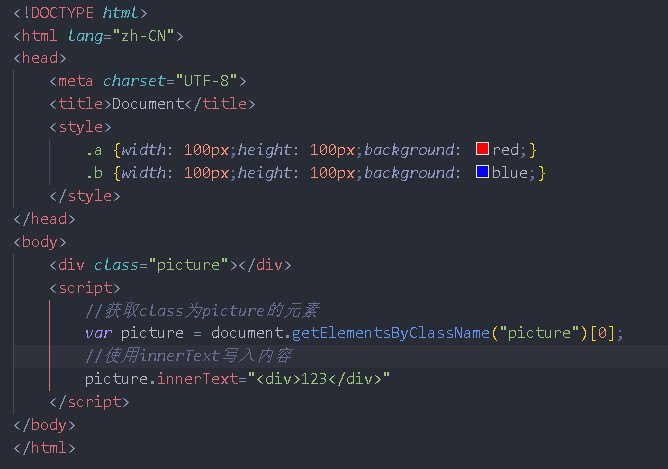 <!DOCTYPE html>
<html lang="zh-CN">
<head>
    <meta charset="UTF-8">
    <title>Document</title>
    <style>
        .a {width: 100px;height: 100px;background: red;}
        .b {width: 100px;height: 100px;background: blue;}
    </style>
</head>
<body>
    <div class="picture"></div>
    <script>
        //获取class为picture的元素
        var picture = document.getElementsByClassName("picture")[0];
        //使用innerText写入内容
        picture.innerText="<div>123</div>"
    </script>
</body>
</html>